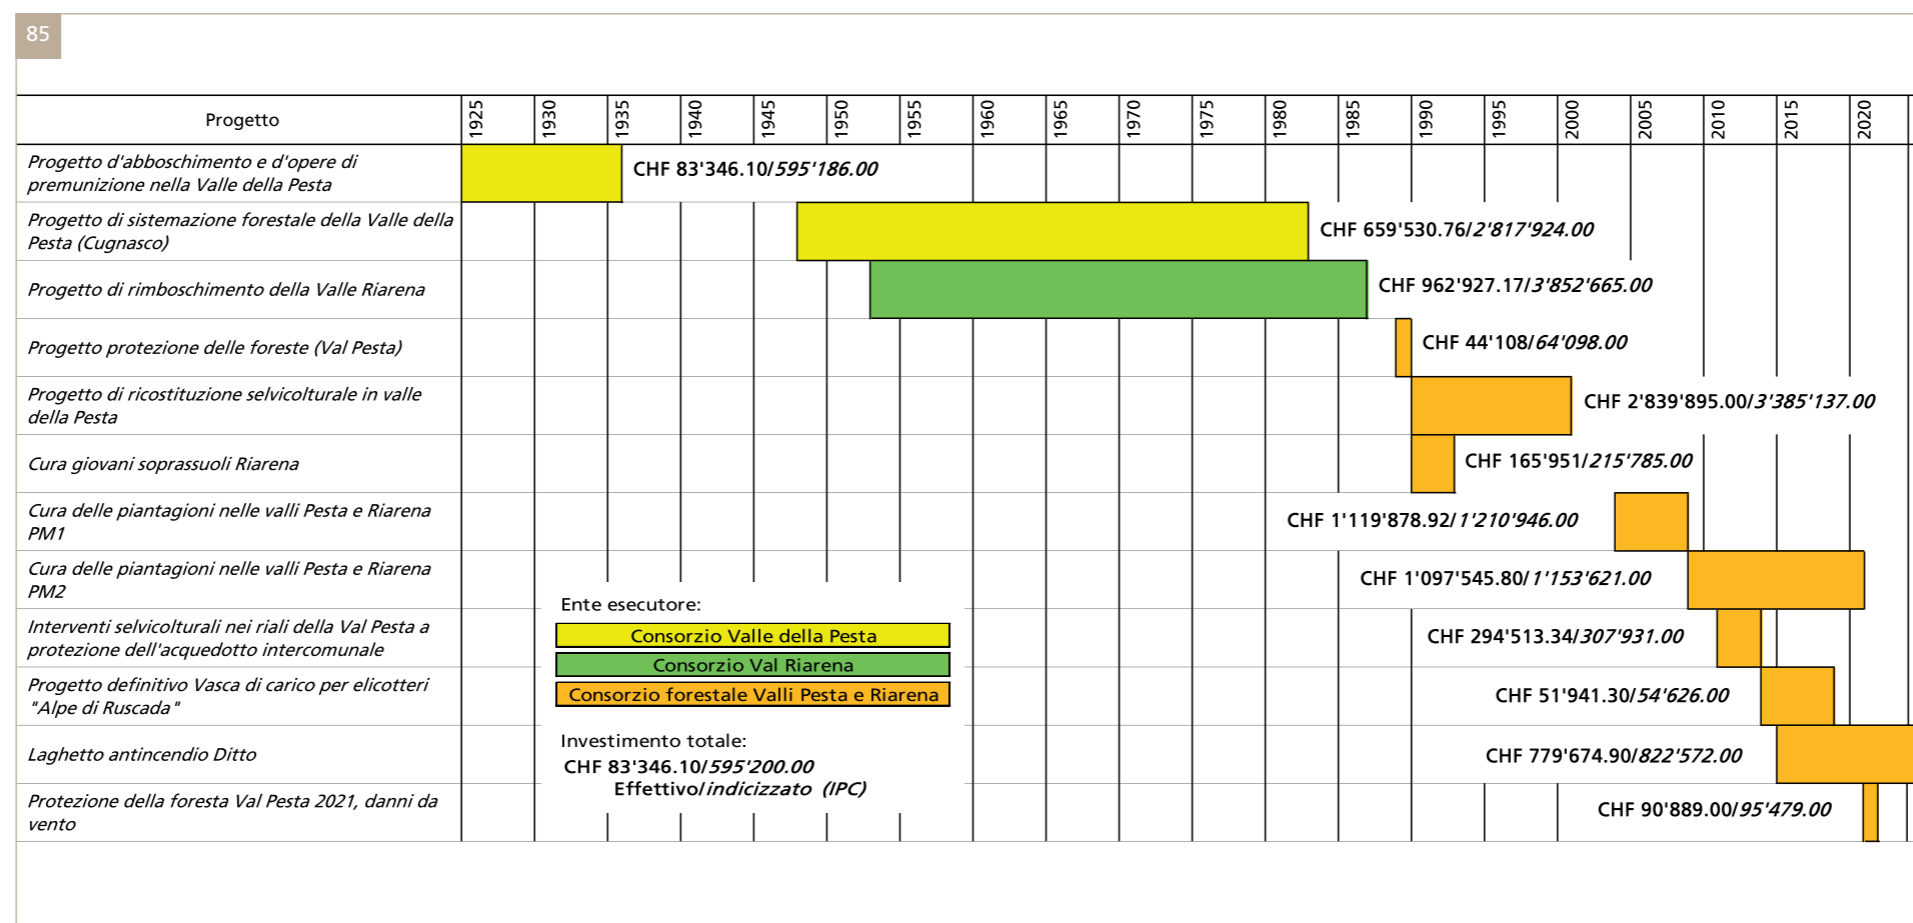 85
Progetto
1925
1930
1935
1940
1945
1950
1955
1960
1965
1970
1975
1980
1985
1990
1995
2000
2005
2010
2015
2020
Progetto d'abboschimento e d'opere di
premunizione nella Valle della Pesta
CHF 83'346.10/595'186.00
Progetto di sistemazione forestale della Valle della
Pesta (Cugnasco)
CHF 659'530.76/2'817'924.00
Progetto di rimboschimento della Valle Riarena
CHF 962'927.17/3'852'665.00
Progetto protezione delle foreste (Val Pesta)
CHF 44'108/64'098.00
Progetto di ricostituzione selvicolturale in valle
della Pesta
CHF 2'839'895.00/3'385'137.00
Cura giovani soprassuoli Riarena
CHF 165'951/215'785.00
Cura delle piantagioni nelle valli Pesta e Riarena
PM1
CHF 1'119'878.92/1'210'946.00
Cura delle piantagioni nelle valli Pesta e Riarena
PM2
CHF 1'097'545.80/1'153'621.00
Interventi selvicolturali nei riali della Val Pesta a
protezione dell'acquedotto intercomunale
CHF 294'513.34/307'931.00
Progetto definitivo Vasca di carico per elicotteri
"Alpe di Ruscada"
CHF 51'941.30/54'626.00
Laghetto antincendio Ditto
CHF 779'674.90/822'572.00
Protezione della foresta Val Pesta 2021, danni da
vento
CHF 90'889.00/95'479.00
Ente esecutore:
Consorzio Valle della Pesta
Consorzio Val Riarena
Consorzio forestale Valli Pesta e Riarena
Investimento totale:
CHF 83'346.10/595'200.00
Effettivo/indicizzato (IPC)